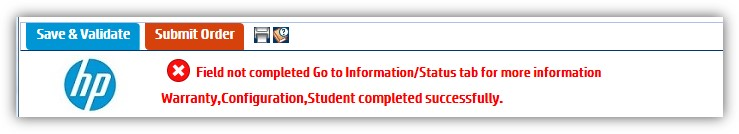 Save & Validate Submit Order
hp
Field not completed Go to Information/Status tab for more information
Warranty,Configuration,Student completed successfully.